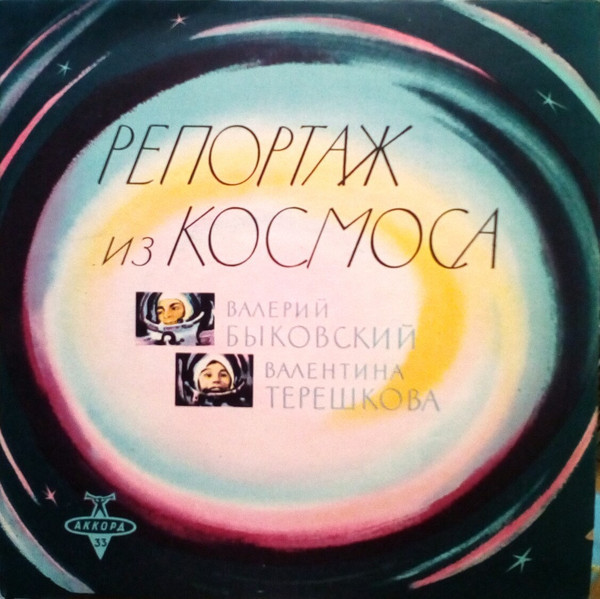 РЕПОРТАЖ
ИЗ КОСМОСА
ВАЛЕРИЙ
БЫКОВСКИЙ
ВАЛЕНТИНА
ТЕРЕШКОВА
АККОРД
33